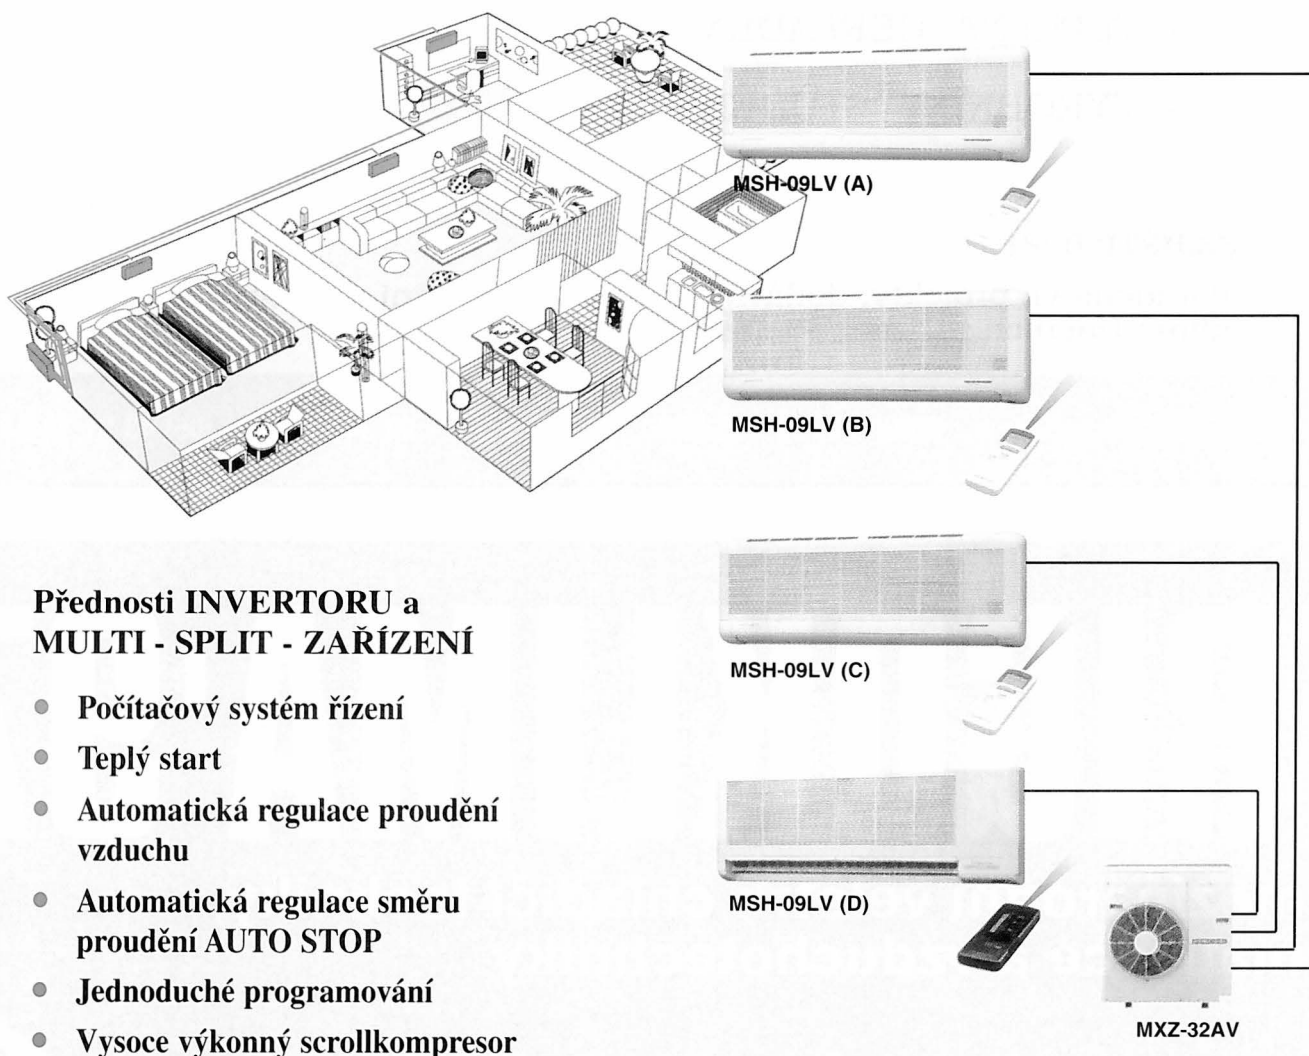 MSH-09LV (A)
MSH-09LV (B)
MSH-09LV (C)
MSH-09LV (D)
MXZ-32AV
Přednosti INVERTORU a
MULTI - SPLIT - ZAŘÍZENÍ
Počítačový systém řízení
Teplý start
Automatická regulace proudění
vzduchu
Automatická regulace směru
proudění AUTO STOP
Jednoduché programování
Vysoce výkonný scrollkompresor